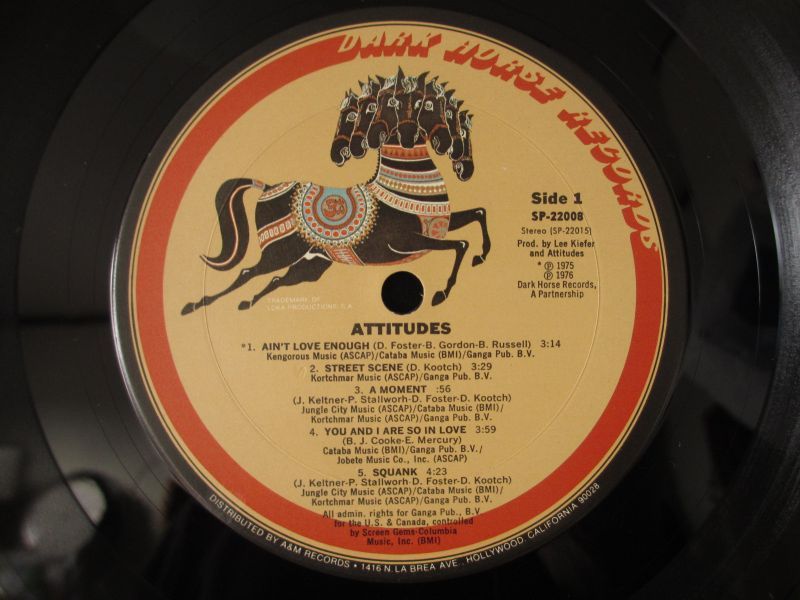 DARK HORSE RECORDS
Side 1
SP-22008
Stereo (SP-22015)
Prod. by Lee Kiefer
and Attitudes
* ℗ 1975
℗ 1976
Dark Horse Records,
A Partnership
TRADEMARK OF
LOKA PRODUCTIONS, S.A.
ATTITUDES
*1. AIN'T LOVE ENOUGH (D. Foster-B. Gordon-B. Russell) 3:14
Kengorous Music (ASCAP)/Cataba Music (BMI)/Ganga Pub. B.V.
2. STREET SCENE (D. Kootch) 3:29
Kortchmar Music (ASCAP)/Ganga Pub. B.V.
3. A MOMENT :56
(J. Keltner-P. Stallworth-D. Foster-D. Kootch)
Jungle City Music (ASCAP)/Cataba Music (BMI)/
Kortchmar Music (ASCAP)/Ganga Pub. B.V.
4. YOU AND I ARE SO IN LOVE 3:59
(B. J. Cooke-E. Mercury)
Cataba Music (BMI)/Ganga Pub. B.V./
Jobete Music Co., Inc. (ASCAP)
5. SQUANK 4:23
(J. Keltner-P. Stallworth-D. Foster-D. Kootch)
Jungle City Music (ASCAP)/Cataba Music (BMI)/
Kortchmar Music (ASCAP)/Ganga Pub. B.V.
All admin. rights for Ganga Pub., B.V
for the U.S. & Canada, controlled
by Screen Gems-Columbia
Music, Inc. (BMI)
DISTRIBUTED BY A&M RECORDS • 1416 N. LA BREA AVE., HOLLYWOOD, CALIFORNIA 90028